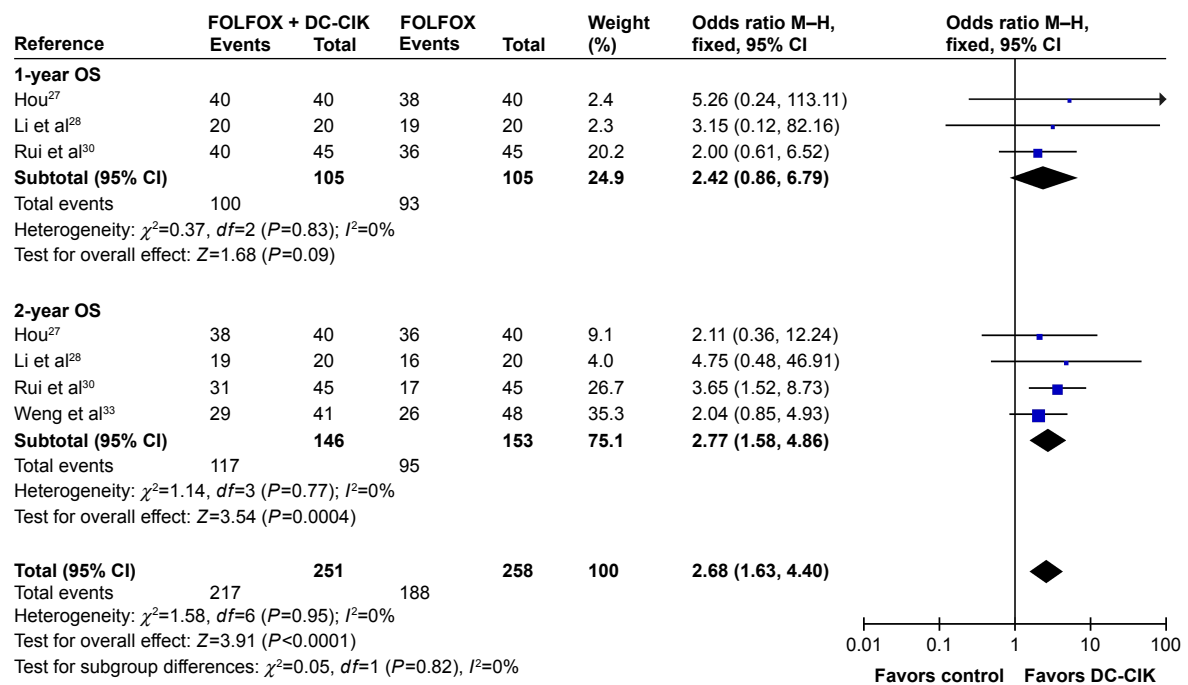 FOLFOX + DC-CIK FOLFOX Weight Odds ratio M–H, Odds ratio M–H,
Reference Events Total Events Total (%) fixed, 95% CI fixed, 95% CI
1-year OS
Hou27 40 40 38 40 2.4 5.26 (0.24, 113.11)
Li et al28 20 20 19 20 2.3 3.15 (0.12, 82.16)
Rui et al30 40 45 36 45 20.2 2.00 (0.61, 6.52)
Subtotal (95% CI) 105 105 24.9 2.42 (0.86, 6.79)
Total events 100 93
Heterogeneity: χ2=0.37, df=2 (P=0.83); I2=0%
Test for overall effect: Z=1.68 (P=0.09)
2-year OS
Hou27 38 40 36 40 9.1 2.11 (0.36, 12.24)
Li et al28 19 20 16 20 4.0 4.75 (0.48, 46.91)
Rui et al30 31 45 17 45 26.7 3.65 (1.52, 8.73)
Weng et al33 29 41 26 48 35.3 2.04 (0.85, 4.93)
Subtotal (95% CI) 146 153 75.1 2.77 (1.58, 4.86)
Total events 117 95
Heterogeneity: χ2=1.14, df=3 (P=0.77); I2=0%
Test for overall effect: Z=3.54 (P=0.0004)
Total (95% CI) 251 258 100 2.68 (1.63, 4.40)
Total events 217 188
Heterogeneity: χ2=1.58, df=6 (P=0.95); I2=0%
Test for overall effect: Z=3.91 (P<0.0001)
Test for subgroup differences: χ2=0.05, df=1 (P=0.82), I2=0%
0.01 0.1 1 10 100
Favors control Favors DC-CIK